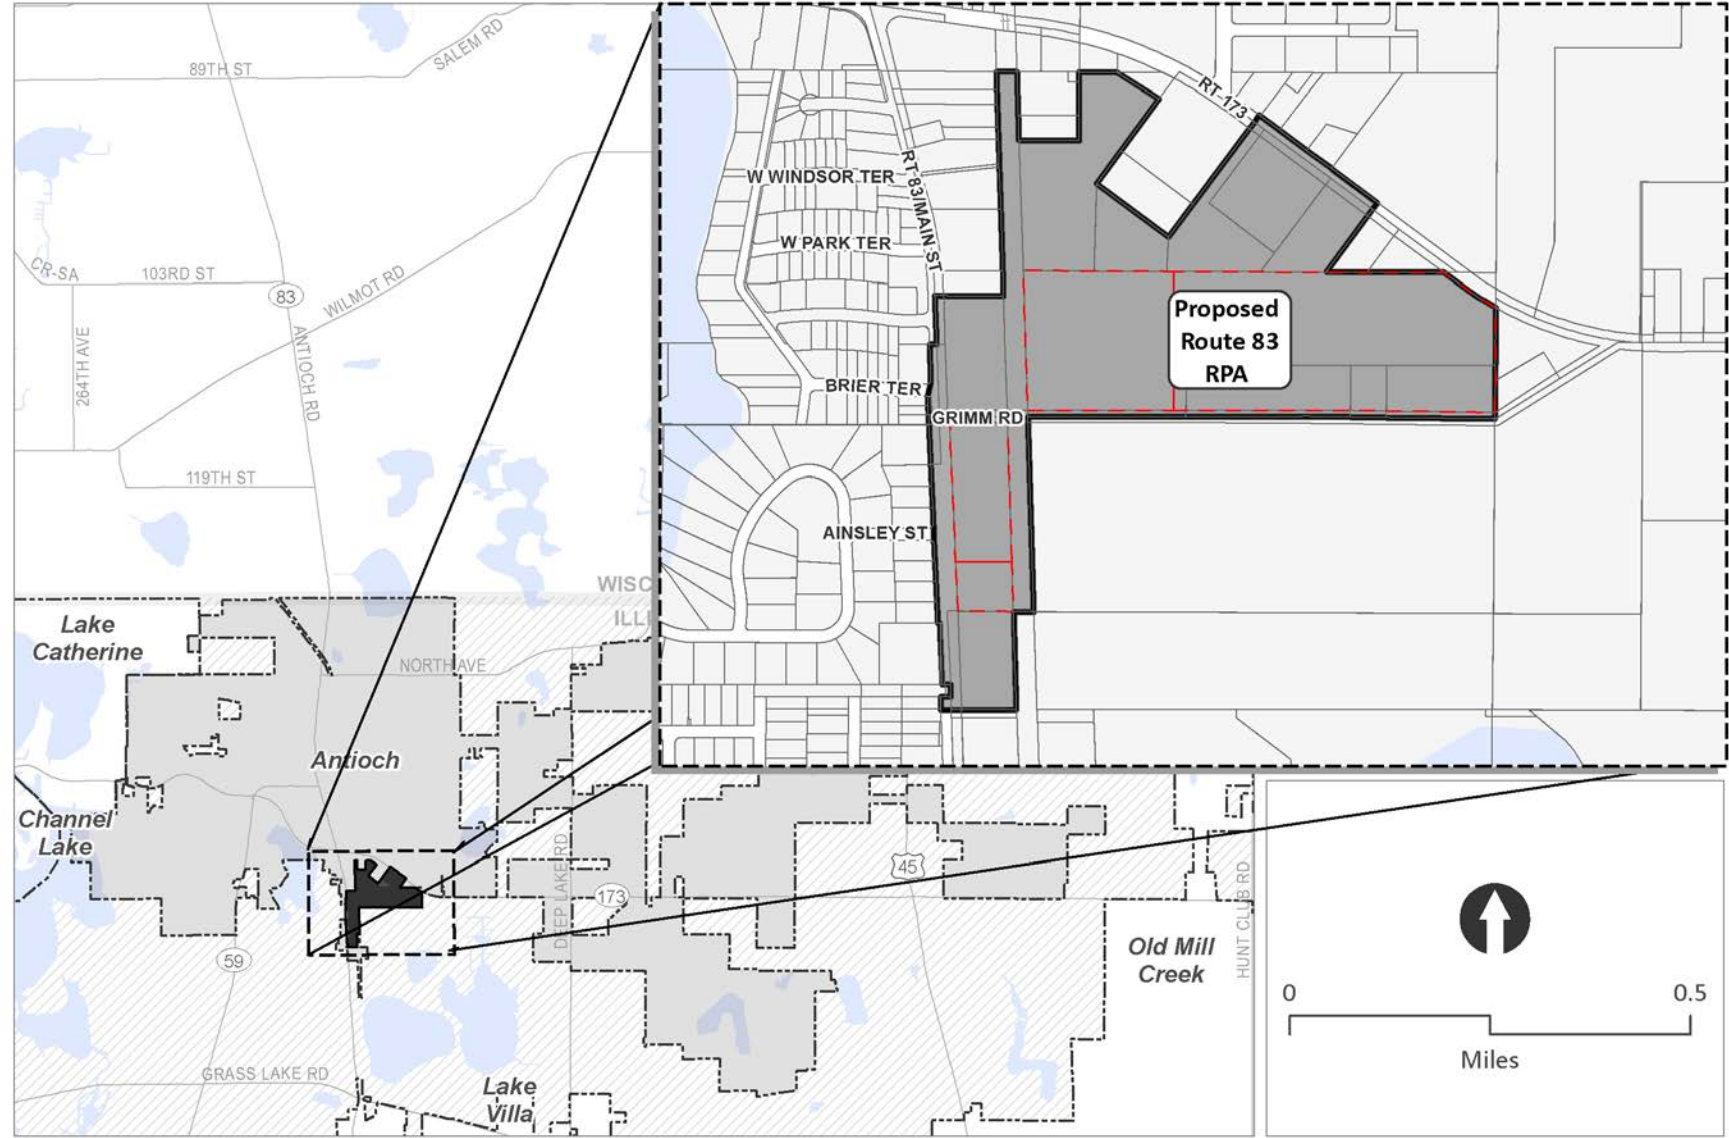 89TH ST
SALEM RD
CR-SA
103RD ST
83
WILMOT RD
264TH AVE
ANTIOCH RD
119TH ST
WISC
ILLI
Lake
Catherine
NORTH AVE
Antioch
Channel
Lake
DEEP LAKE RD
45
173
59
Old Mill
Creek
HUNT CLUB RD
GRASS LAKE RD
Lake
Villa
RT 173
W WINDSOR TER
RT 83/MAIN ST
W PARK TER
Proposed
Route 83
RPA
BRIER TER
GRIMM RD
AINSLEY ST
0
0.5
Miles